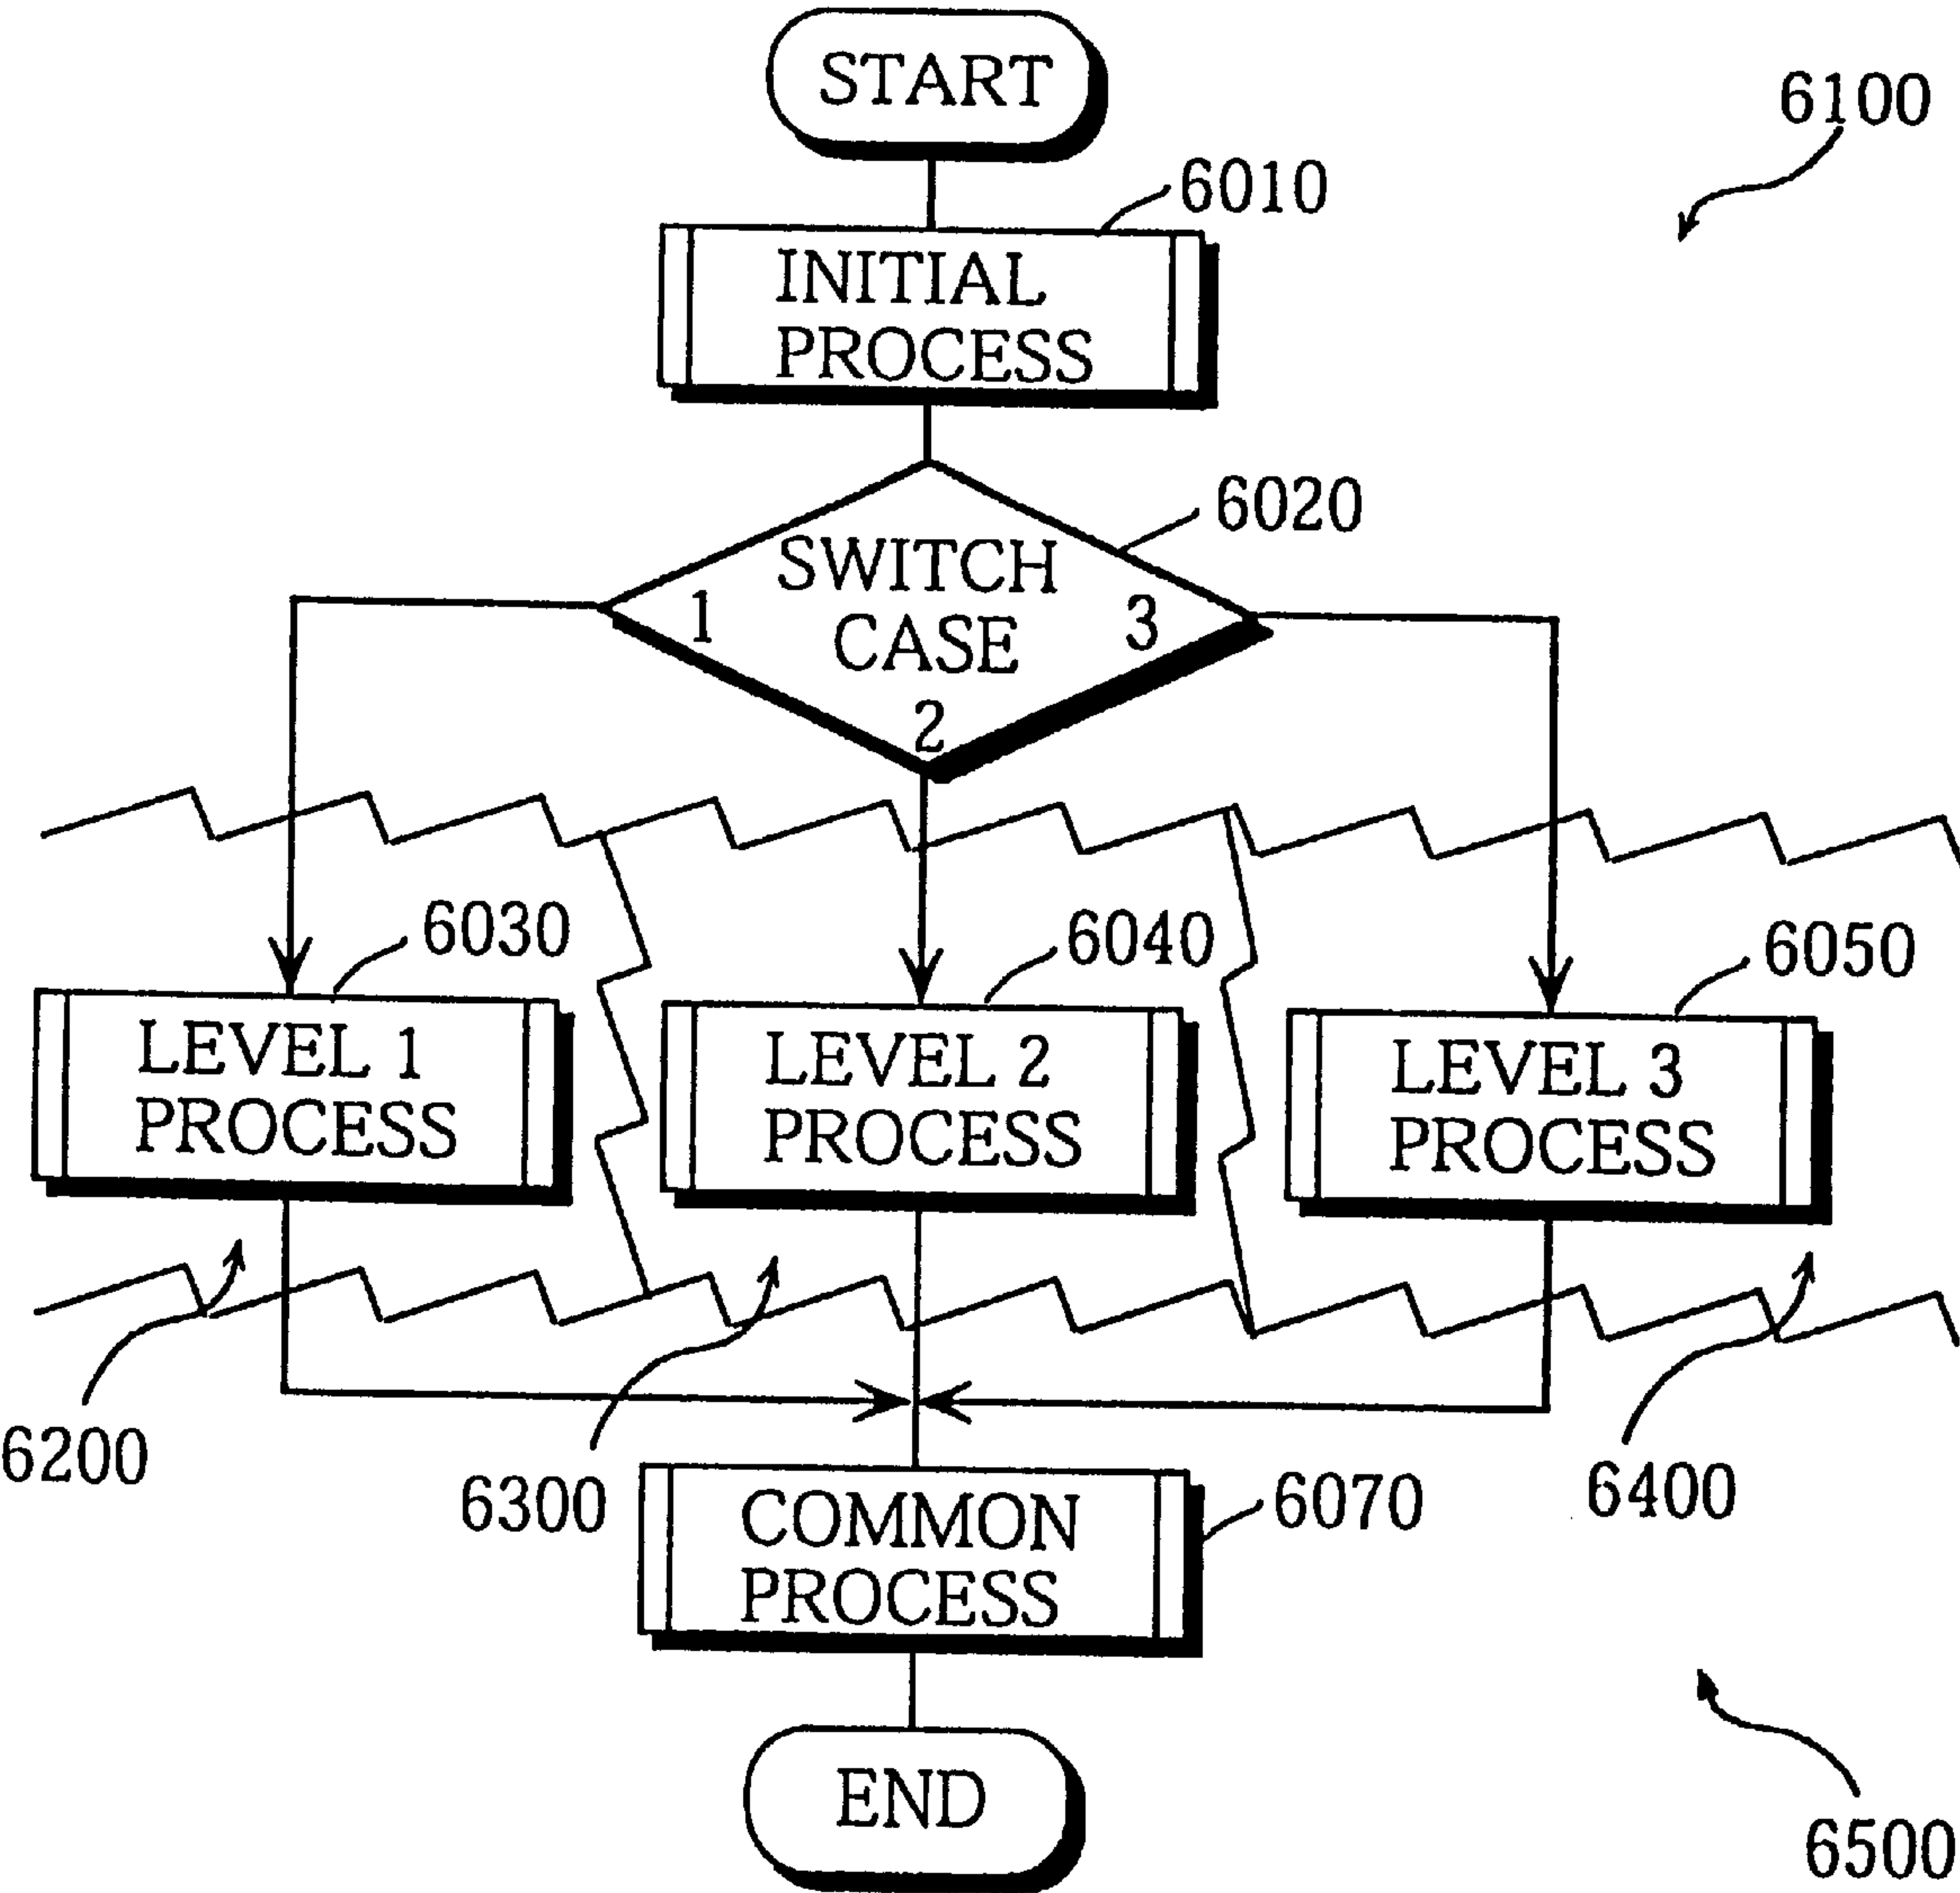 START
6100
6010
INITIAL
PROCESS
6020
SWITCH
CASE
1
3
2
6030
6040
6050
LEVEL 1
PROCESS
LEVEL 2
PROCESS
LEVEL 3
PROCESS
6200
6300
6400
COMMON
PROCESS
6070
END
6500